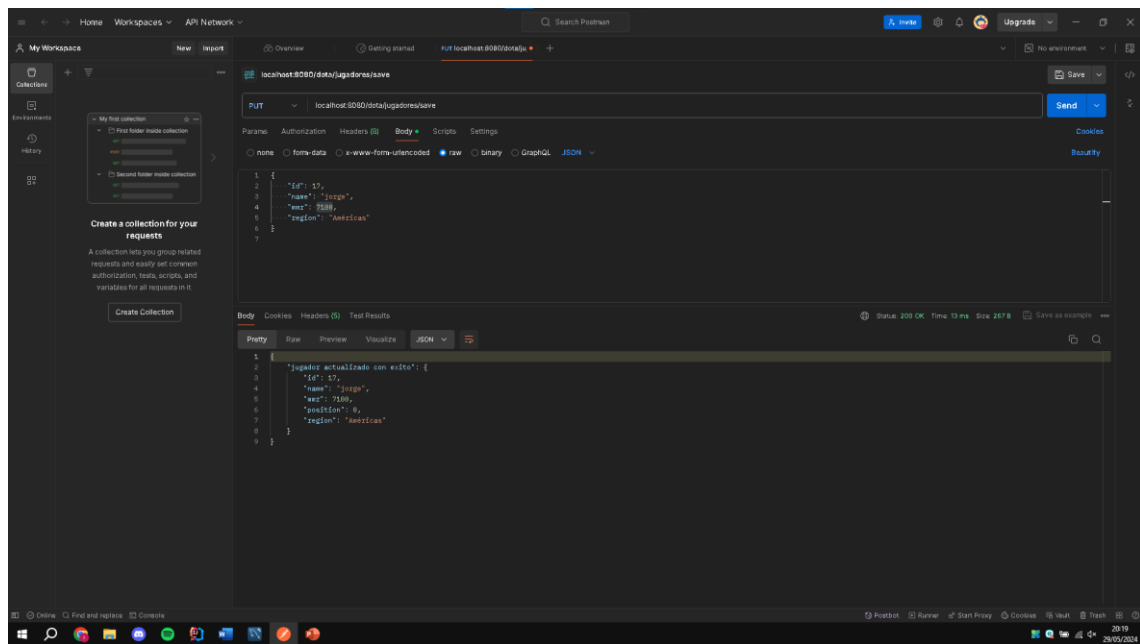 Home Workspaces API Network
Search Postman
Invite
Upgrade
My Workspace
New Import
Overview
Getting started
PUT localhost:8080/dota/ju
No environment
Collections
Environments
History
localhost:8080/dota/jugadores/save
Save
PUT localhost:8080/dota/jugadores/save
Send
Params Authorization Headers (8) Body Scripts Settings
Cookies
none form-data x-www-form-urlencoded raw binary GraphQL JSON
Beautify
1 {
2 "id": 17,
3 "name": "jorge",
4 "mmr": 7100,
5 "region": "Américas"
6 }
7
My first collection
First folder inside collection
Second folder inside collection
Create a collection for your
requests
A collection lets you group related
requests and easily set common
authorization, tests, scripts, and
variables for all requests in it.
Create Collection
Body Cookies Headers (5) Test Results
Status: 200 OK Time: 13 ms Size: 267 B Save as example
Pretty Raw Preview Visualize JSON
1 {
2 "jugador actualizado con exito": {
3 "id": 17,
4 "name": "jorge",
5 "mmr": 7100,
6 "position": 0,
7 "region": "Américas"
8 }
9 }
Online Find and replace Console
Postbot Runner Start Proxy Cookies Vault Trash
20:19
29/05/2024